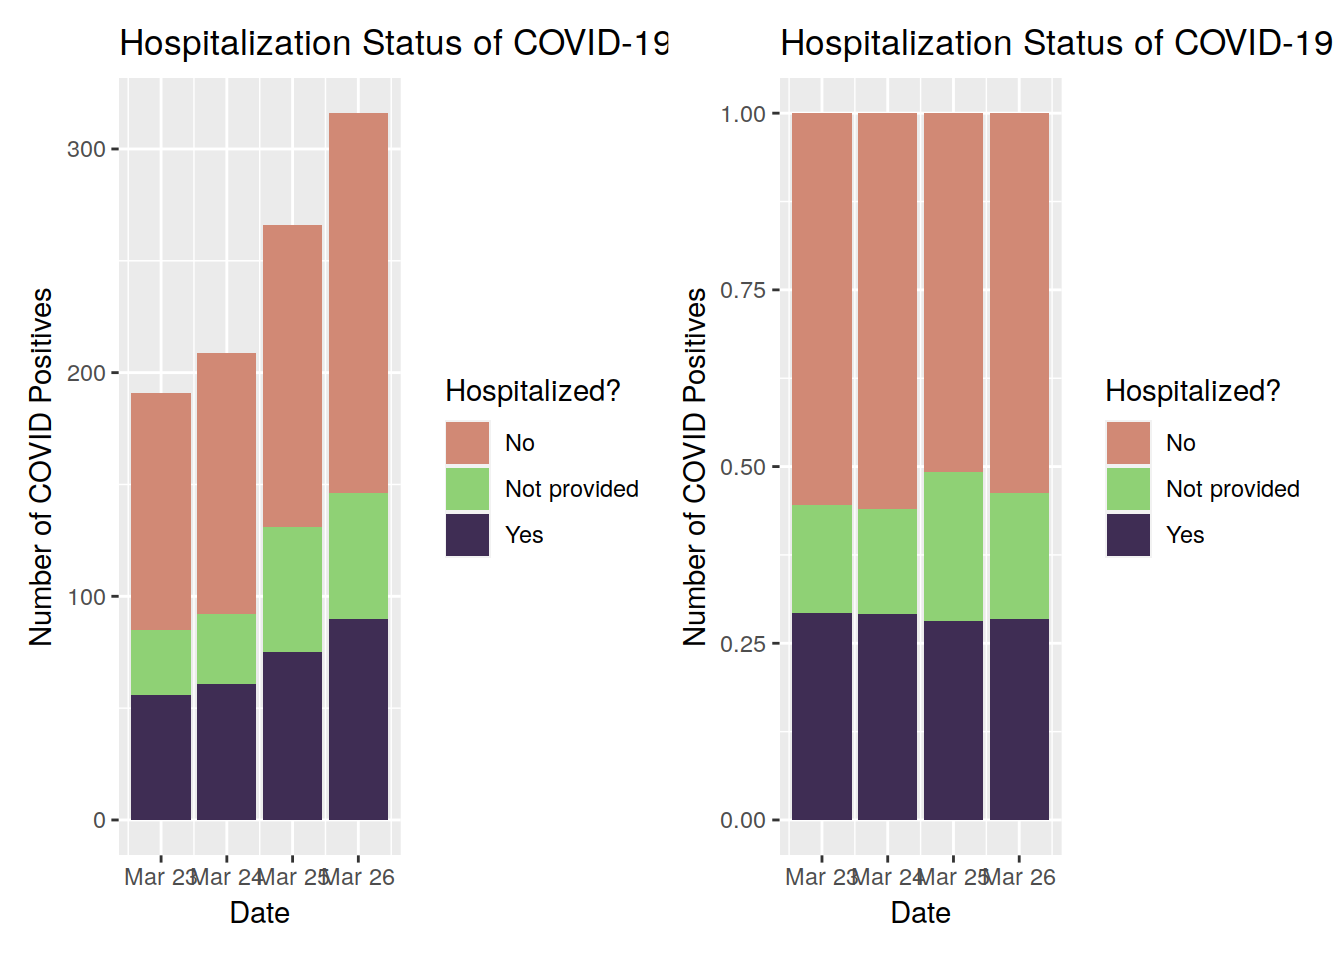 Hospitalization Status of COVID-19
Number of COVID Positives
300
200
100
0
Mar 23
Mar 24
Mar 25
Mar 26
Date
Hospitalized?
No
Not provided
Yes
Hospitalization Status of COVID-19
Number of COVID Positives
1.00
0.75
0.50
0.25
0.00
Mar 23
Mar 24
Mar 25
Mar 26
Date
Hospitalized?
No
Not provided
Yes